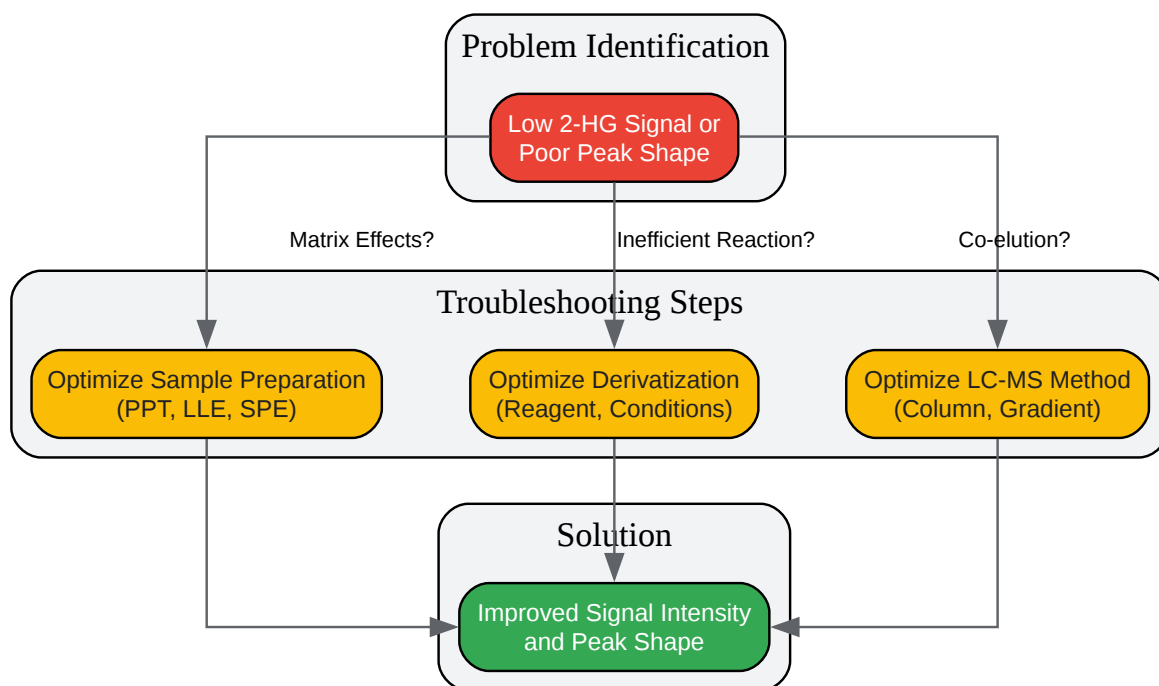 Problem Identification
Low 2-HG Signal or
Poor Peak Shape
Matrix Effects?
Inefficient Reaction?
Co-elution?
Troubleshooting Steps
Optimize Sample Preparation
(PPT, LLE, SPE)
Optimize Derivatization
(Reagent, Conditions)
Optimize LC-MS Method
(Column, Gradient)
Solution
Improved Signal Intensity
and Peak Shape